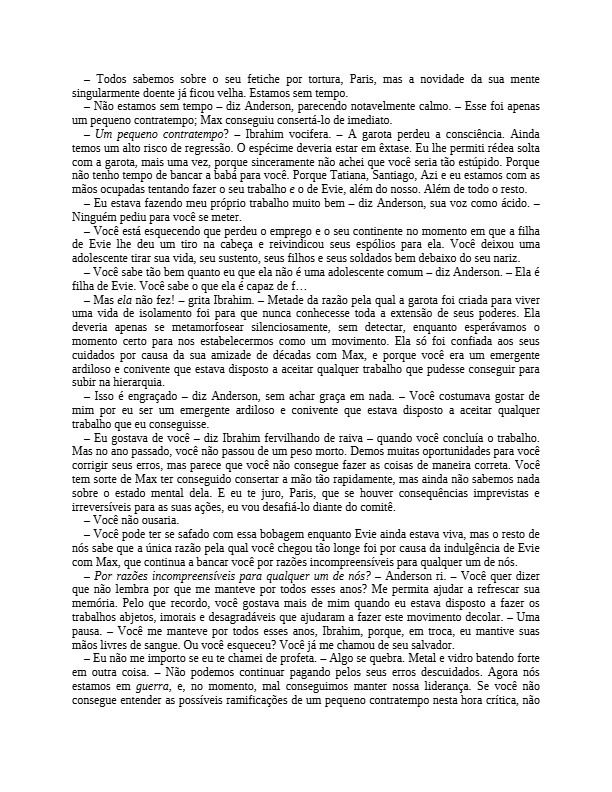 – Todos sabemos sobre o seu fetiche por tortura, Paris, mas a novidade da sua mente
singularmente doente já ficou velha. Estamos sem tempo.
– Não estamos sem tempo – diz Anderson, parecendo notavelmente calmo. – Esse foi apenas
um pequeno contratempo; Max conseguiu consertá-lo de imediato.
– Um pequeno contratempo? – Ibrahim vocifera. – A garota perdeu a consciência. Ainda
temos um alto risco de regressão. O espécime deveria estar em êxtase. Eu lhe permiti rédea solta
com a garota, mais uma vez, porque sinceramente não achei que você seria tão estúpido. Porque
não tenho tempo de bancar a babá para você. Porque Tatiana, Santiago, Azi e eu estamos com as
mãos ocupadas tentando fazer o seu trabalho e o de Evie, além do nosso. Além de todo o resto.
– Eu estava fazendo meu próprio trabalho muito bem – diz Anderson, sua voz como ácido. –
Ninguém pediu para você se meter.
– Você está esquecendo que perdeu o emprego e o seu continente no momento em que a filha
de Evie lhe deu um tiro na cabeça e reivindicou seus espólios para ela. Você deixou uma
adolescente tirar sua vida, seu sustento, seus filhos e seus soldados bem debaixo do seu nariz.
– Você sabe tão bem quanto eu que ela não é uma adolescente comum – diz Anderson. – Ela é
filha de Evie. Você sabe o que ela é capaz de f…
– Mas ela não fez! – grita Ibrahim. – Metade da razão pela qual a garota foi criada para viver
uma vida de isolamento foi para que nunca conhecesse toda a extensão de seus poderes. Ela
deveria apenas se metamorfosear silenciosamente, sem detectar, enquanto esperávamos o
momento certo para nos estabelecermos como um movimento. Ela só foi confiada aos seus
cuidados por causa da sua amizade de décadas com Max, e porque você era um emergente
ardiloso e conivente que estava disposto a aceitar qualquer trabalho que pudesse conseguir para
subir na hierarquia.
– Isso é engraçado – diz Anderson, sem achar graça em nada. – Você costumava gostar de
mim por eu ser um emergente ardiloso e conivente que estava disposto a aceitar qualquer
trabalho que eu conseguisse.
– Eu gostava de você – diz Ibrahim fervilhando de raiva – quando você concluía o trabalho.
Mas no ano passado, você não passou de um peso morto. Demos muitas oportunidades para você
corrigir seus erros, mas parece que você não consegue fazer as coisas de maneira correta. Você
tem sorte de Max ter conseguido consertar a mão tão rapidamente, mas ainda não sabemos nada
sobre o estado mental dela. E eu te juro, Paris, que se houver consequências imprevistas e
irreversíveis para as suas ações, eu vou desafiá-lo diante do comitê.
– Você não ousaria.
– Você pode ter se safado com essa bobagem enquanto Evie ainda estava viva, mas o resto de
nós sabe que a única razão pela qual você chegou tão longe foi por causa da indulgência de Evie
com Max, que continua a bancar você por razões incompreensíveis para qualquer um de nós.
– Por razões incompreensíveis para qualquer um de nós? – Anderson ri. – Você quer dizer
que não lembra por que me manteve por todos esses anos? Me permita ajudar a refrescar sua
memória. Pelo que recordo, você gostava mais de mim quando eu estava disposto a fazer os
trabalhos abjetos, imorais e desagradáveis que ajudaram a fazer este movimento decolar. – Uma
pausa. – Você me manteve por todos esses anos, Ibrahim, porque, em troca, eu mantive suas
mãos livres de sangue. Ou você esqueceu? Você já me chamou de seu salvador.
– Eu não me importo se eu te chamei de profeta. – Algo se quebra. Metal e vidro batendo forte
em outra coisa. – Não podemos continuar pagando pelos seus erros descuidados. Agora nós
estamos em guerra, e, no momento, mal conseguimos manter nossa liderança. Se você não
consegue entender as possíveis ramificações de um pequeno contratempo nesta hora crítica, não